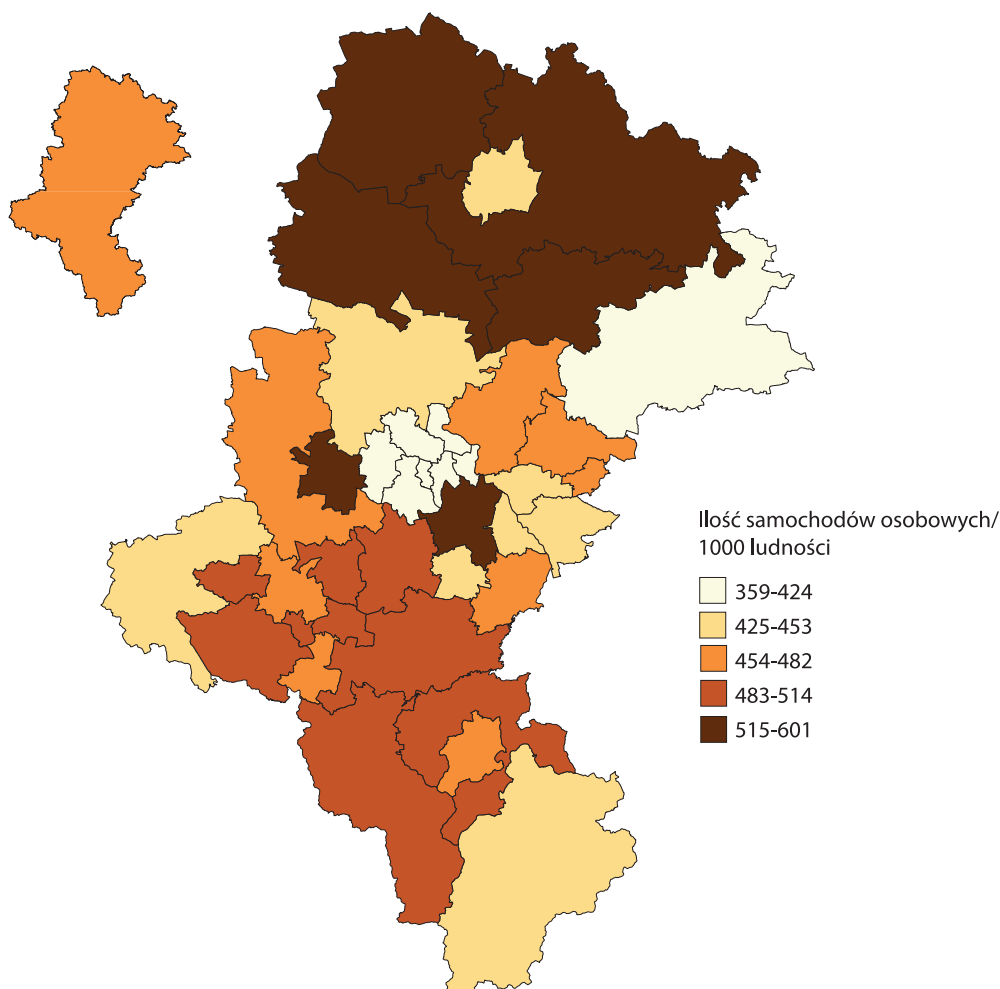 Ilość samochodów osobowych/
1000 ludności
359-424
425-453
454-482
483-514
515-601